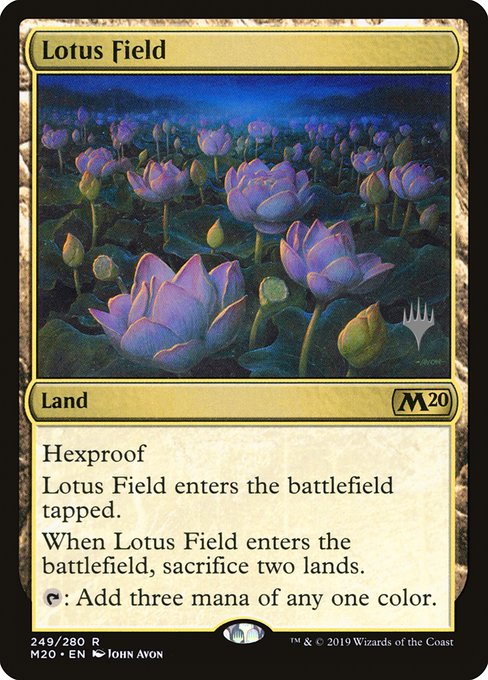 Lotus Field
Land
M20
Hexproof
Lotus Field enters the battlefield
tapped.
When Lotus Field enters the
battlefield, sacrifice two lands.
: Add three mana of any one color.
249/280 R
M20 • EN John Avon
™ & © 2019 Wizards of the Coast